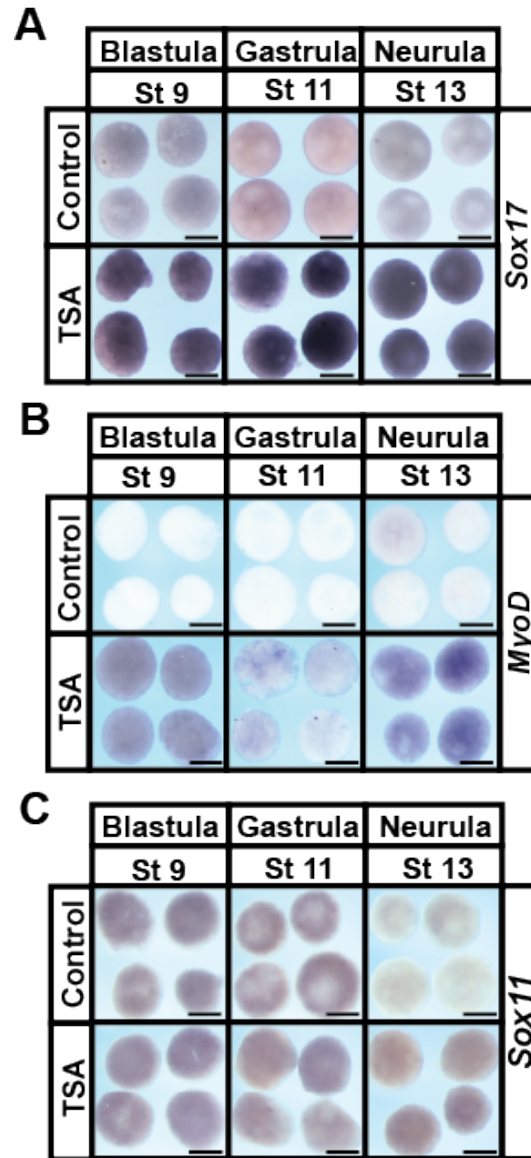 A
Blastula Gastrula Neurula
St 9 St 11 St 13
Control
TSA
Sox17
B
Blastula Gastrula Neurula
St 9 St 11 St 13
Control
TSA
MyoD
C
Blastula Gastrula Neurula
St 9 St 11 St 13
Control
TSA
Sox11